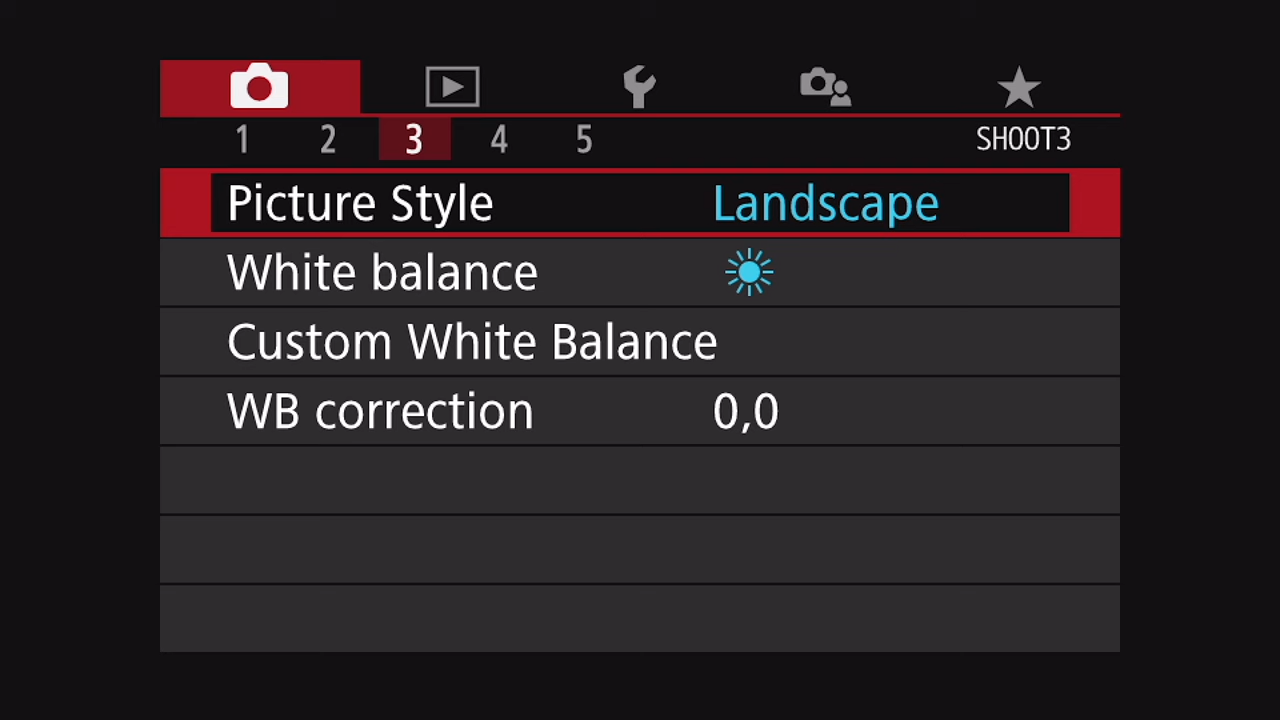 1 2 3 4 5 SHOOT3
Picture Style Landscape
White balance
Custom White Balance
WB correction 0,0